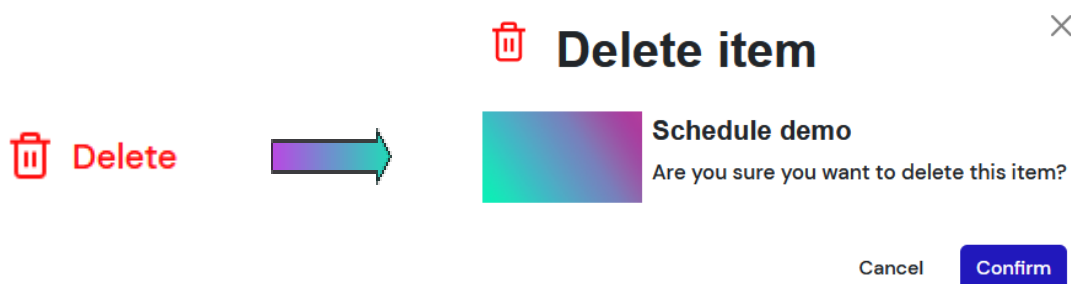 Delete item
Schedule demo
Delete
Are you sure you want to delete this item?
Cancel Confirm